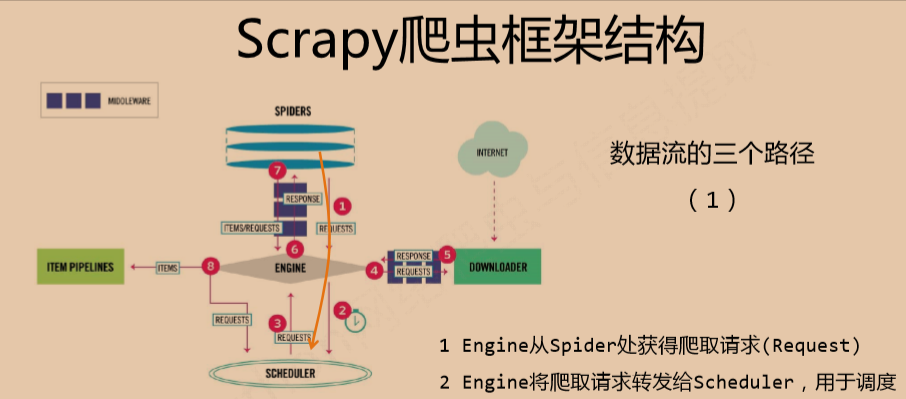 Scrapy爬虫框架结构
MIDDLEWARE
SPIDERS
INTERNET
数据流的三个路径
（1）
7
RESPONSE
1
ITEMS/REQUESTS
REQUESTS
6
ITEM PIPELINES
ITEMS
8
ENGINE
4
RESPONSE
5
REQUESTS
DOWNLOADER
REQUESTS
3
REQUESTS
2
SCHEDULER
1 Engine从Spider处获得爬取请求(Request)
2 Engine将爬取请求转发给Scheduler，用于调度